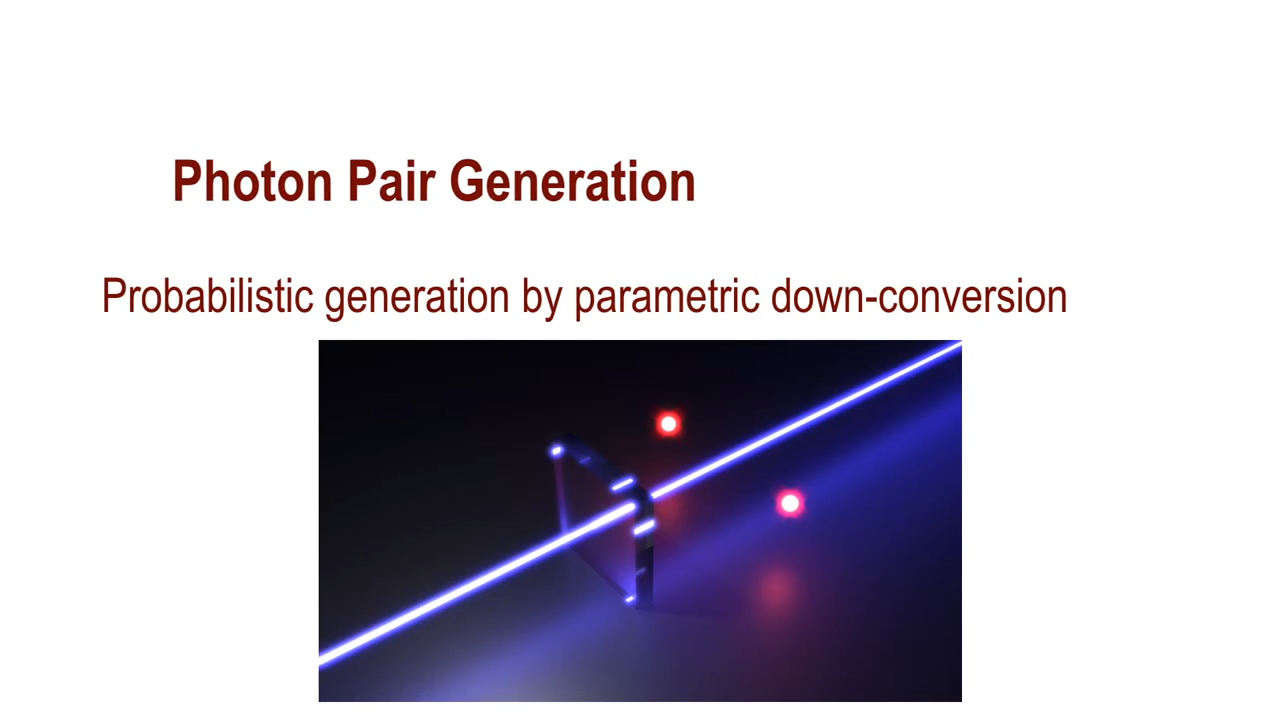 Photon Pair Generation
Probabilistic generation by parametric down-conversion